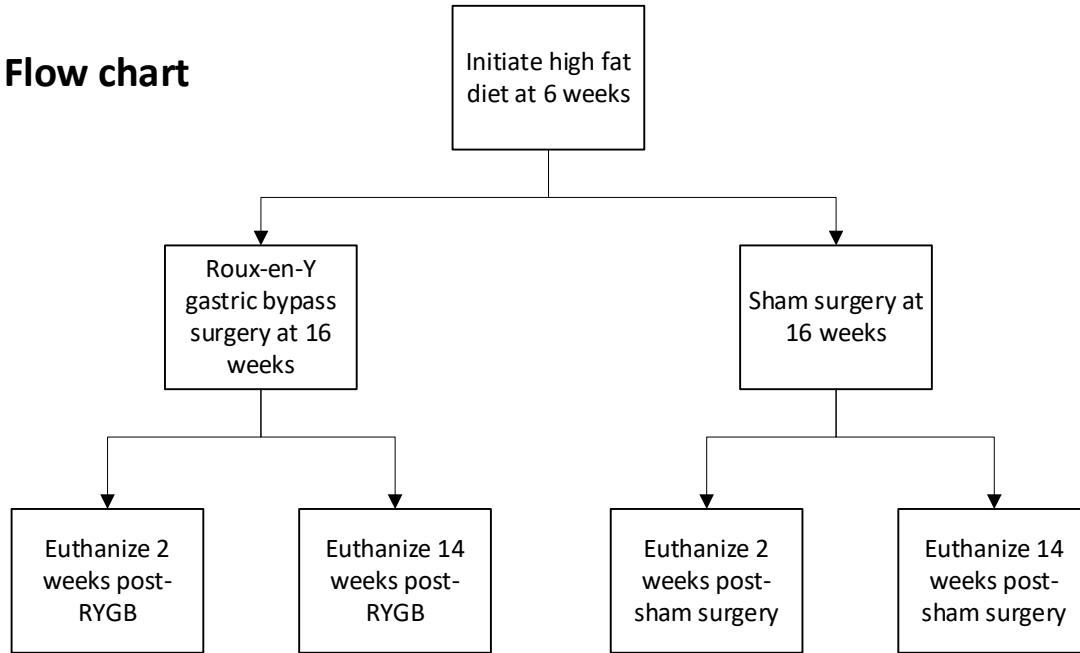 Flow chart
Initiate high fat
diet at 6 weeks
Roux-en-Y
gastric bypass
surgery at 16
weeks
Sham surgery at
16 weeks
Euthanize 2
weeks post-
RYGB
Euthanize 14
weeks post-
RYGB
Euthanize 2
weeks post-
sham surgery
Euthanize 14
weeks post-
sham surgery